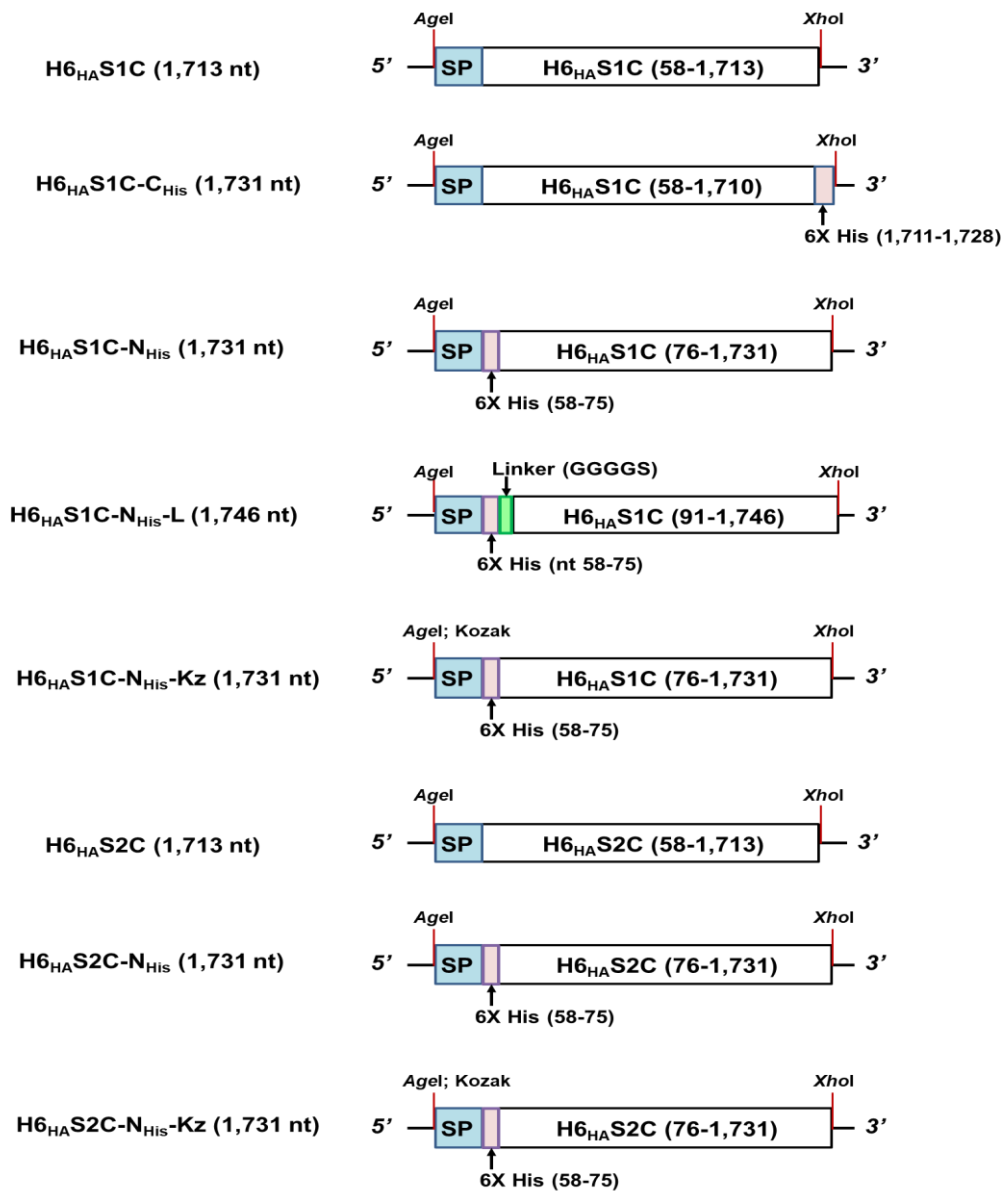 AgeI XhoI
H6HAS1C (1,713 nt) 5’ SP H6HAS1C (58-1,713) 3’
AgeI XhoI
H6HAS1C-CHis (1,731 nt) 5’ SP H6HAS1C (58-1,710) 3’
6X His (1,711-1,728)
AgeI XhoI
H6HAS1C-NHis (1,731 nt) 5’ SP H6HAS1C (76-1,731) 3’
6X His (58-75)
Linker (GGGGS)
AgeI XhoI
H6HAS1C-NHis-L (1,746 nt) 5’ SP H6HAS1C (91-1,746) 3’
6X His (nt 58-75)
AgeI; Kozak XhoI
H6HAS1C-NHis-Kz (1,731 nt) 5’ SP H6HAS1C (76-1,731) 3’
6X His (58-75)
AgeI XhoI
H6HAS2C (1,713 nt) 5’ SP H6HAS2C (58-1,713) 3’
AgeI XhoI
H6HAS2C-NHis (1,731 nt) 5’ SP H6HAS2C (76-1,731) 3’
6X His (58-75)
AgeI; Kozak XhoI
H6HAS2C-NHis-Kz (1,731 nt) 5’ SP H6HAS2C (76-1,731) 3’
6X His (58-75)